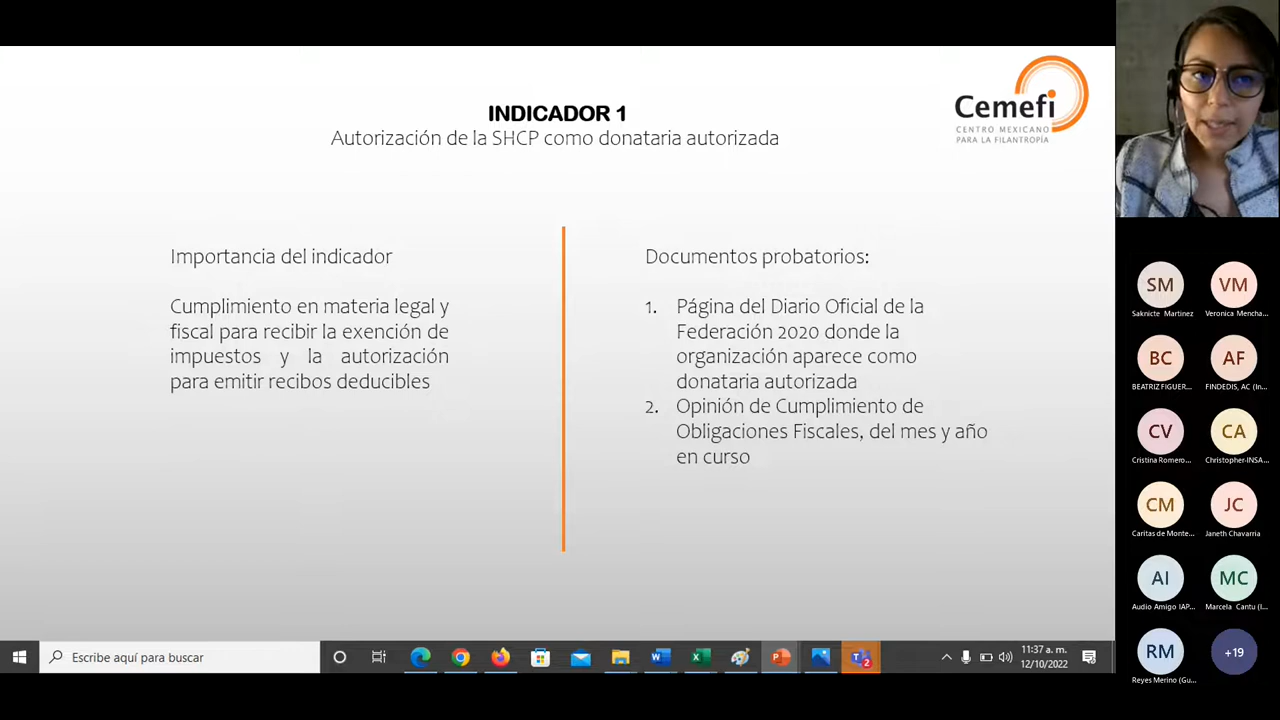 INDICADOR 1
Autorización de la SHCP como donataria autorizada
Cemefi
CENTRO MEXICANO
PARA LA FILANTROPÍA
Importancia del indicador
Cumplimiento en materia legal y
fiscal para recibir la exención de
impuestos y la autorización
para emitir recibos deducibles
Documentos probatorios:
1. Página del Diario Oficial de la
Federación 2020 donde la
organización aparece como
donataria autorizada
2. Opinión de Cumplimiento de
Obligaciones Fiscales, del mes y año
en curso
SM
Saknicte Martinez
VM
Veronica Mencha...
BC
BEATRIZ FIGUER...
AF
FINDEDIS, AC (In...
CV
Cristina Romero...
CA
Christopher-INSA...
CM
Caritas de Monte...
JC
Janeth Chavarria
AI
Audio Amigo IAP...
MC
Marcela Cantu (I...
RM
Reyes Merino (Gu...
+19
Escribe aquí para buscar
2
11:37 a. m.
12/10/2022